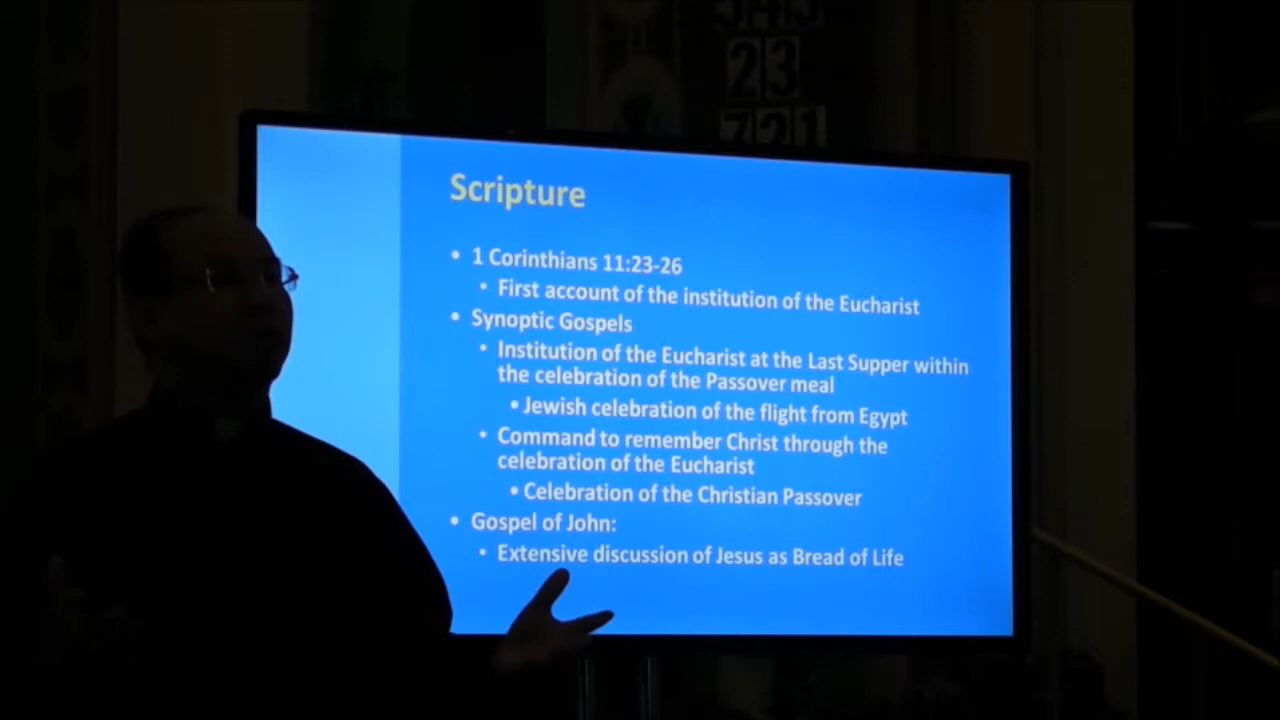 23
721
Scripture
• 1 Corinthians 11:23-26
• First account of the institution of the Eucharist
• Synoptic Gospels
• Institution of the Eucharist at the Last Supper within
the celebration of the Passover meal
• Jewish celebration of the flight from Egypt
• Command to remember Christ through the
celebration of the Eucharist
• Celebration of the Christian Passover
• Gospel of John:
• Extensive discussion of Jesus as Bread of Life